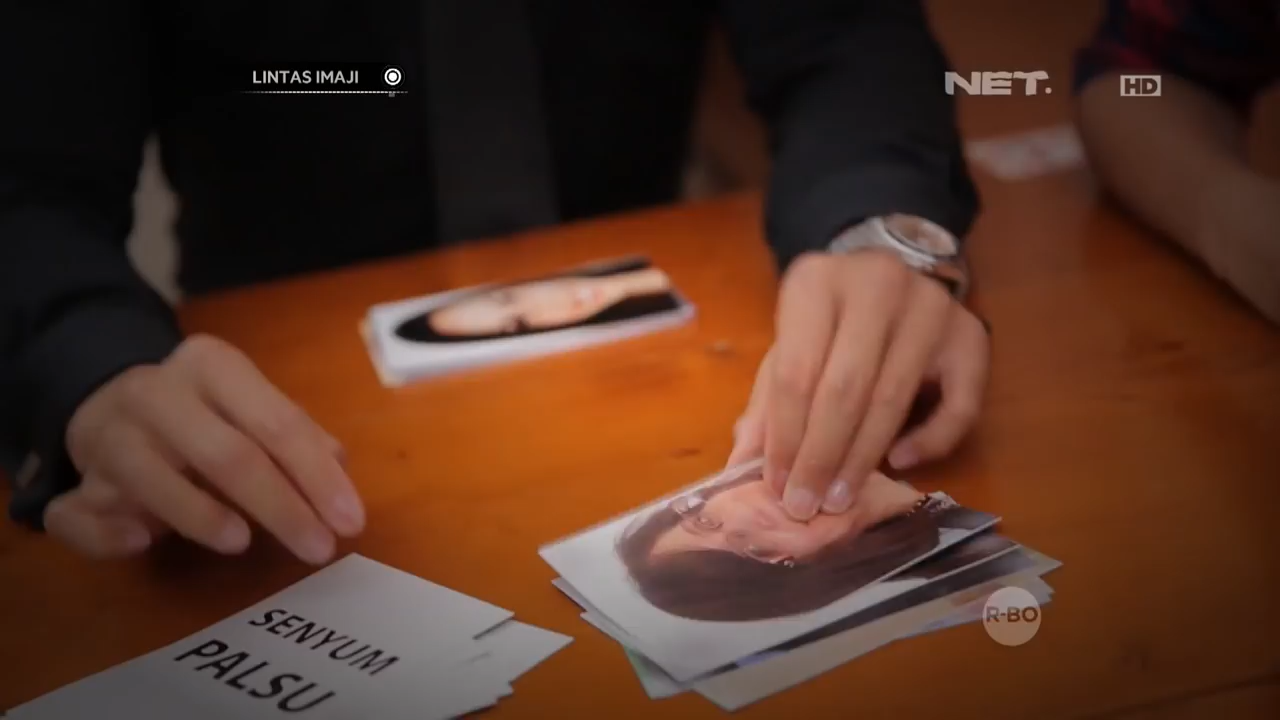 LINTAS IMAJI
NET.
HD
R-BO
SENYUM
PALSU